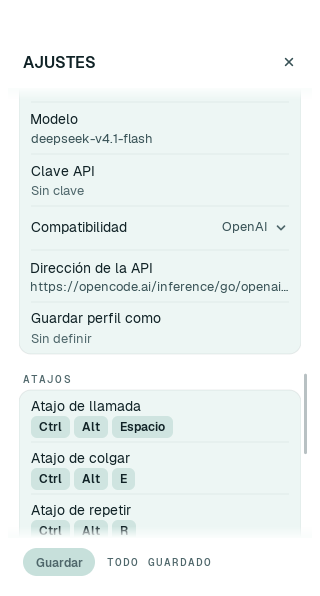 AJUSTES
Modelo
deepseek-v4.1-flash
Clave API
Sin clave
Compatibilidad
OpenAI
Dirección de la API
https://opencode.ai/inference/go/openai…
Guardar perfil como
Sin definir
ATAJOS
Atajo de llamada
Ctrl Alt Espacio
Atajo de colgar
Ctrl Alt E
Atajo de repetir
Ctrl Alt R
Guardar
TODO GUARDADO